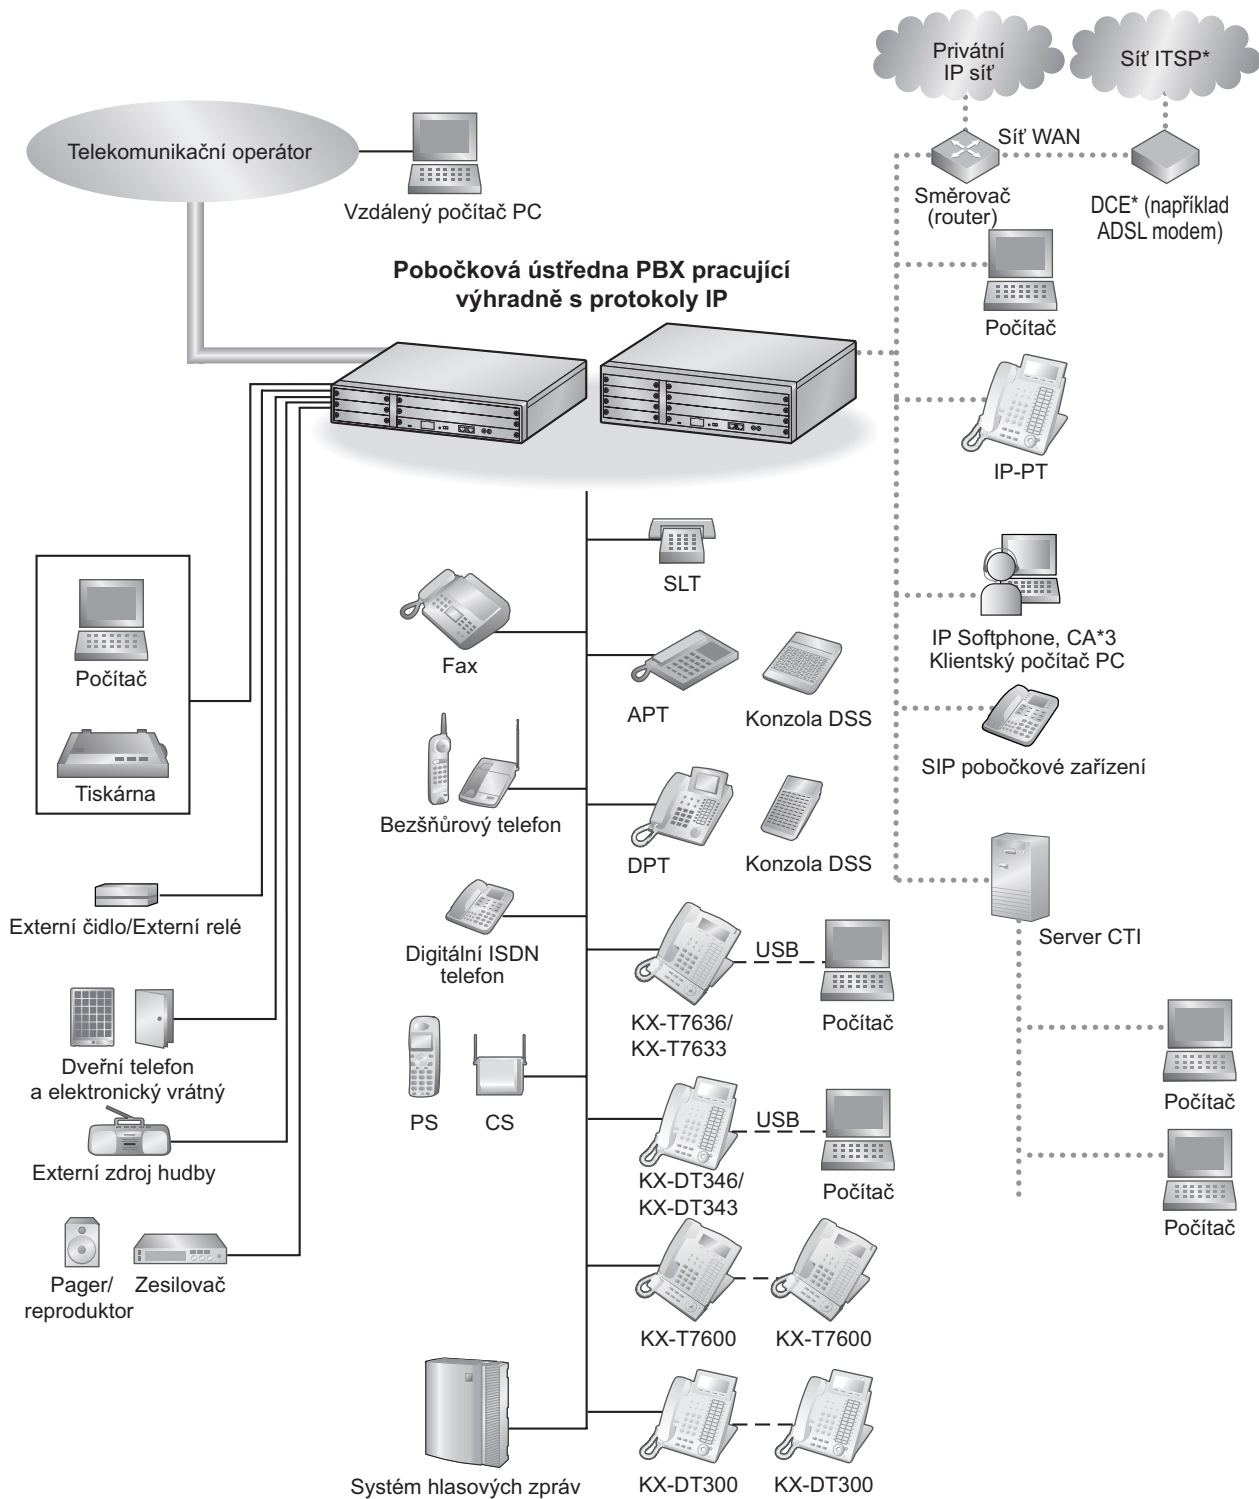 Privátní
IP síť
Síť ITSP*
Telekomunikační operátor
Síť WAN
Vzdálený počítač PC
Směrovač
(router)
DCE* (například
ADSL modem)
Pobočková ústředna PBX pracující
výhradně s protokoly IP
Počítač
IP-PT
SLT
Fax
Počítač
IP Softphone, CA*3
Klientský počítač PC
APT
Konzola DSS
Tiskárna
SIP pobočkové zařízení
Bezšňůrový telefon
DPT
Konzola DSS
Externí čidlo/Externí relé
Server CTI
Digitální ISDN
telefon
USB
KX-T7636/
KX-T7633
Počítač
Dveřní telefon
a elektronický vrátný
PS
CS
Počítač
USB
Externí zdroj hudby
KX-DT346/
KX-DT343
Počítač
Počítač
Pager/
reproduktor
Zesilovač
KX-T7600
KX-T7600
Systém hlasových zpráv
KX-DT300
KX-DT300